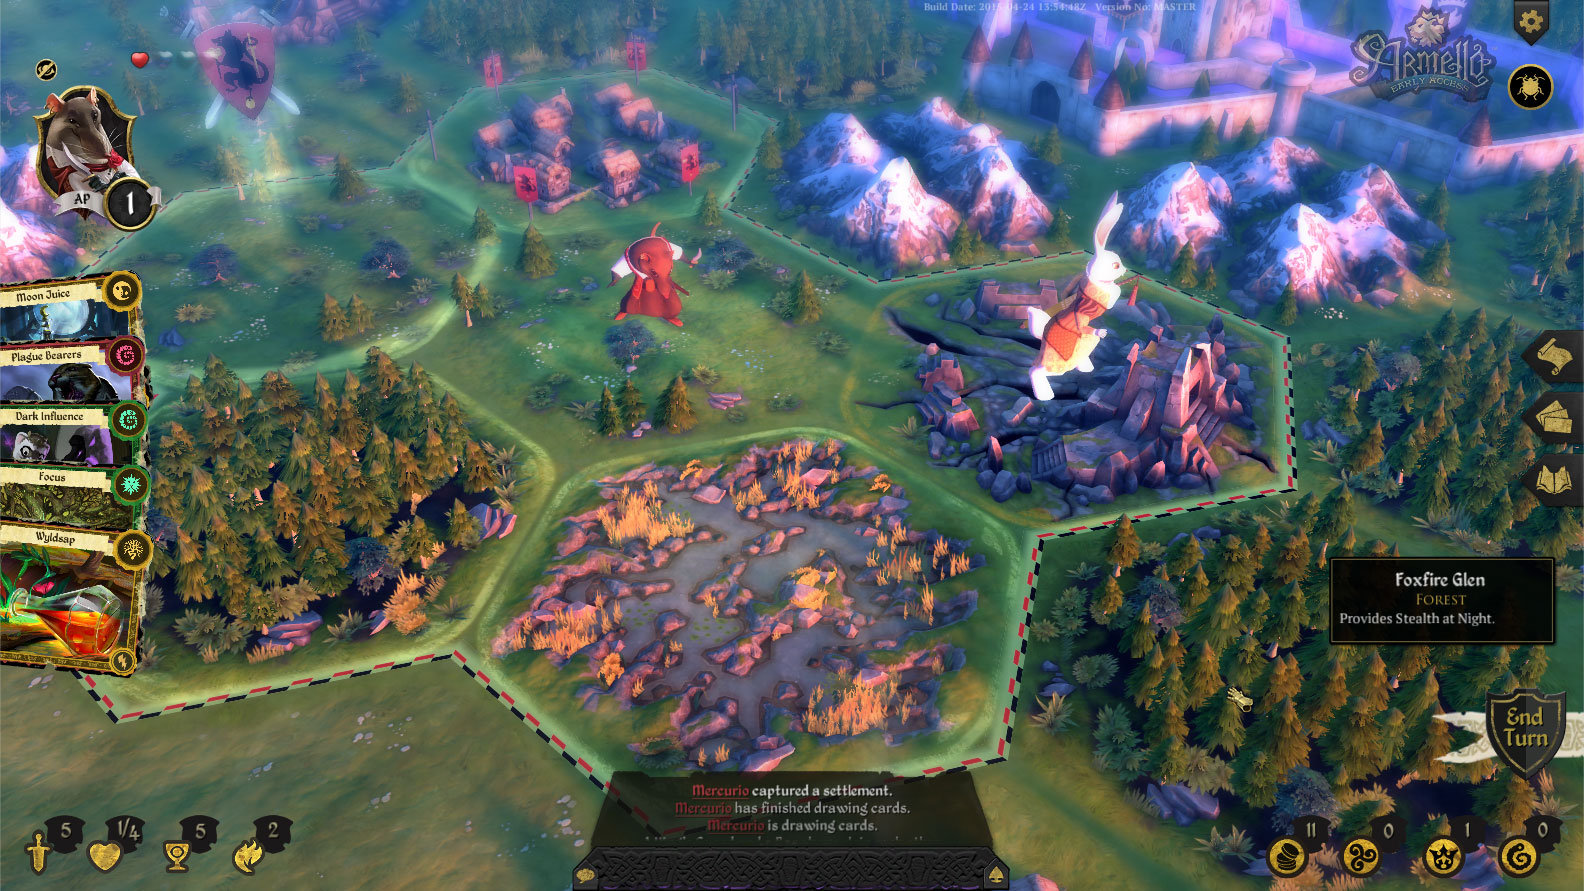 Build Date: 2015-04-24 13:54:48Z Version No: MASTER
Armello
EARLY ACCESS
AP
1
Moon Juice
Plague Bearers
Dark Influence
Focus
Wyldsap
Foxfire Glen
FOREST
Provides Stealth at Night.
End
Turn
Mercurio captured a settlement.
Mercurio has finished drawing cards.
Mercurio is drawing cards.
5
1/4
5
2
11
0
1
0